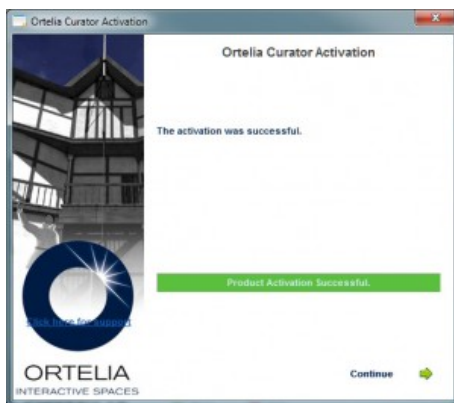 Ortelia Curator Activation
Ortelia Curator Activation
The activation was successful.
Product Activation Successful.
Click here for support
ORTELIA
INTERACTIVE SPACES
Continue